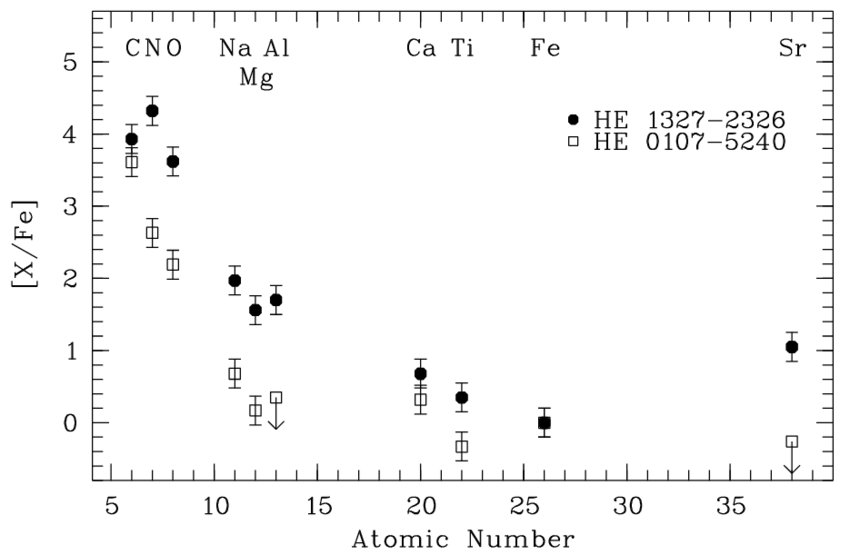 C N O Na Al Ca Ti Fe Sr
Mg
5
HE 1327-2326
4
HE 0107-5240
3
[X/Fe]
2
1
0
5 10 15 20 25 30 35
Atomic Number